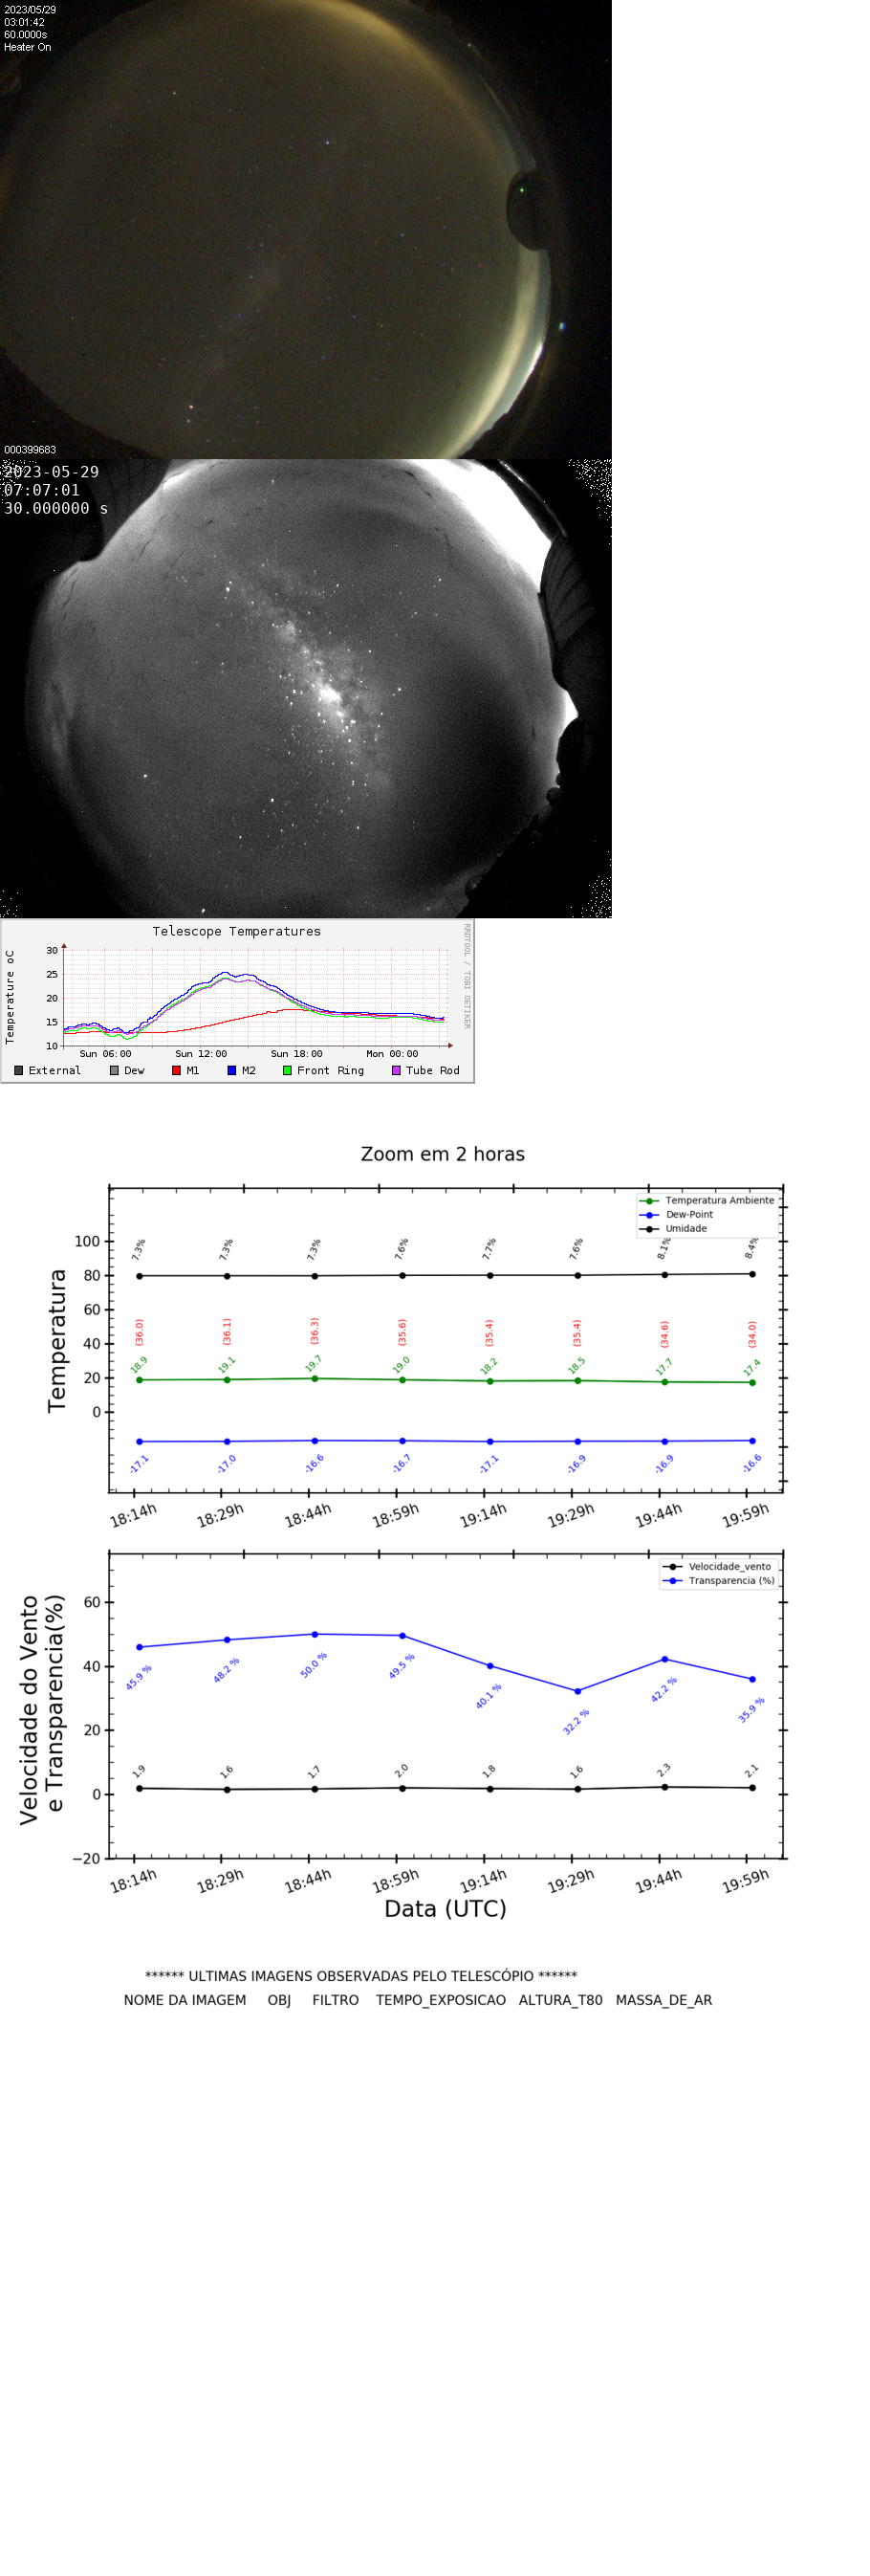 2023/05/29
03:01:42
60.0000s
Heater On
000399683
2023-05-29
07:07:01
30.000000 s
Telescope Temperatures
RRDTOOL / TOBI OETIKER
Temperature oC
30
25
20
15
10
Sun 06:00 Sun 12:00 Sun 18:00 Mon 00:00
External Dew M1 M2 Front Ring Tube Rod
Zoom em 2 horas
Temperatura Ambiente
Dew-Point
Umidade
Temperatura
100
80
60
40
20
0
7.3% 7.3% 7.3% 7.6% 7.7% 7.6% 8.1% 8.4%
(36.0) (36.1) (36.3) (35.6) (35.4) (35.4) (34.6) (34.0)
18.9 19.1 19.7 19.0 18.2 18.5 17.7 17.4
-17.1 -17.0 -16.6 -16.7 -17.1 -16.9 -16.9 -16.6
18:14h 18:29h 18:44h 18:59h 19:14h 19:29h 19:44h 19:59h
Velocidade_vento
Transparencia (%)
Velocidade do Vento
e Transparencia(%)
60
40
20
0
−20
45.9 % 48.2 % 50.0 % 49.5 % 40.1 % 32.2 % 42.2 % 35.9 %
1.9 1.6 1.7 2.0 1.8 1.6 2.3 2.1
18:14h 18:29h 18:44h 18:59h 19:14h 19:29h 19:44h 19:59h
Data (UTC)
****** ULTIMAS IMAGENS OBSERVADAS PELO TELESCÓPIO ******
NOME DA IMAGEM OBJ FILTRO TEMPO_EXPOSICAO ALTURA_T80 MASSA_DE_AR